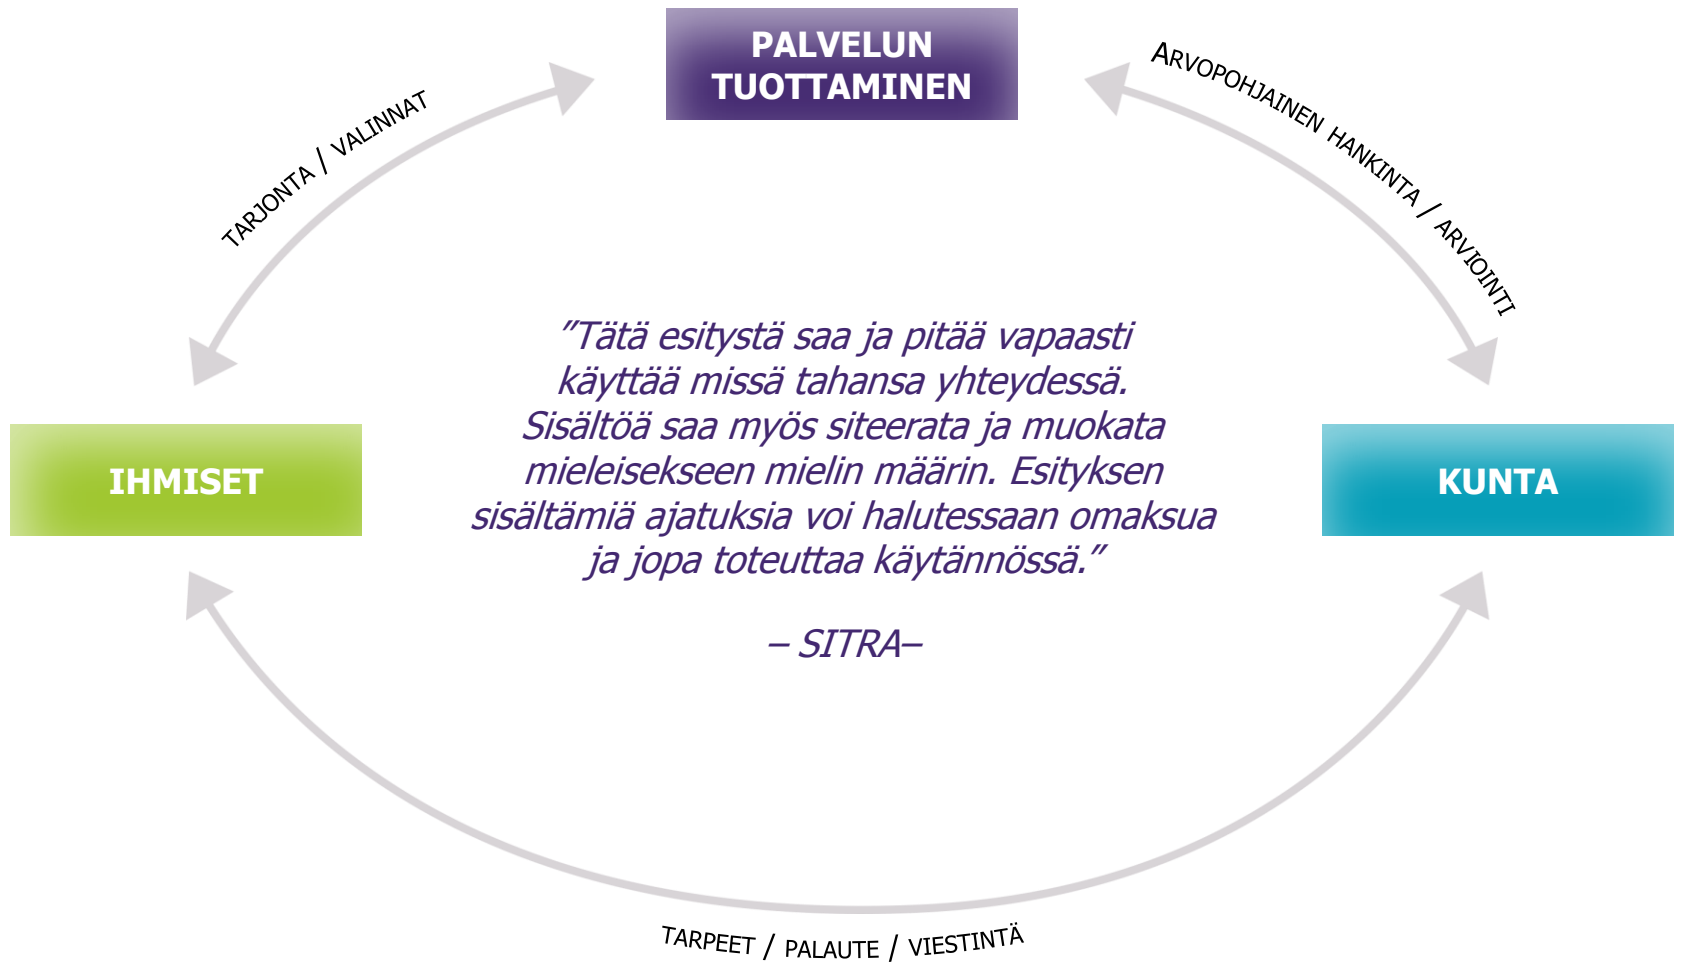 PALVELUN
TUOTTAMINEN
TARJONTA / VALINNAT
ARVOPOHJAINEN HANKINTA / ARVIOINTI
”Tätä esitystä saa ja pitää vapaasti
käyttää missä tahansa yhteydessä.
Sisältöä saa myös siteerata ja muokata
mieleisekseen mielin määrin. Esityksen
sisältämiä ajatuksia voi halutessaan omaksua
ja jopa toteuttaa käytännössä.”
– SITRA–
IHMISET
KUNTA
TARPEET / PALAUTE / VIESTINTÄ